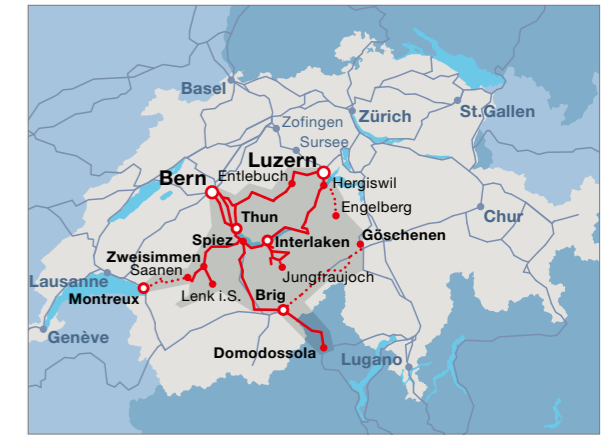 Basel
Zürich
St.Gallen
Zofingen
Sursee
Luzern
Entlebuch
Bern
Hergiswil
Engelberg
Thun
Chur
Spiez
Interlaken
Göschenen
Zweisimmen
Saanen
Jungfraujoch
Lausanne
Montreux
Lenk i.S.
Brig
Genève
Domodossola
Lugano